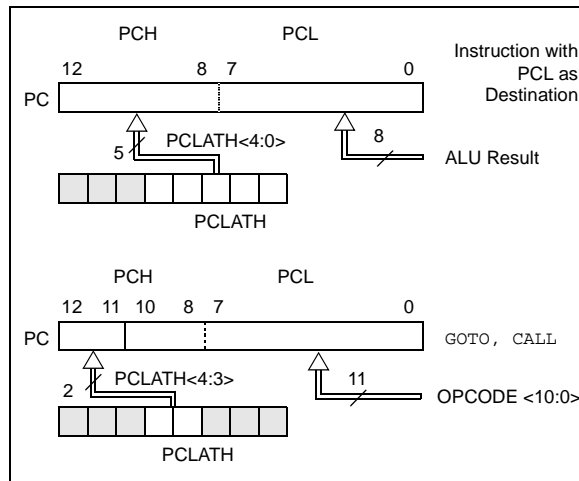 PCH PCL
12 8 7 0
Instruction with
PCL as
Destination
PC
5 PCLATH<4:0> 8
ALU Result
PCLATH
PCH PCL
12 11 10 8 7 0
PC GOTO, CALL
2 PCLATH<4:3> 11
OPCODE <10:0>
PCLATH